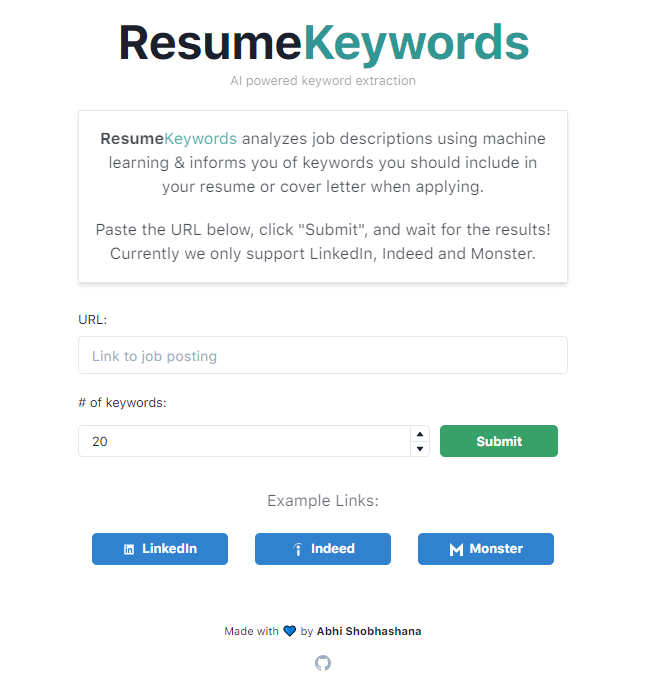 ResumeKeywords
AI powered keyword extraction
ResumeKeywords analyzes job descriptions using machine
learning & informs you of keywords you should include in
your resume or cover letter when applying.
Paste the URL below, click "Submit", and wait for the results!
Currently we only support LinkedIn, Indeed and Monster.
URL:
Link to job posting
# of keywords:
20
Submit
Example Links:
LinkedIn
Indeed
Monster
Made with 💙 by Abhi Shobhashana